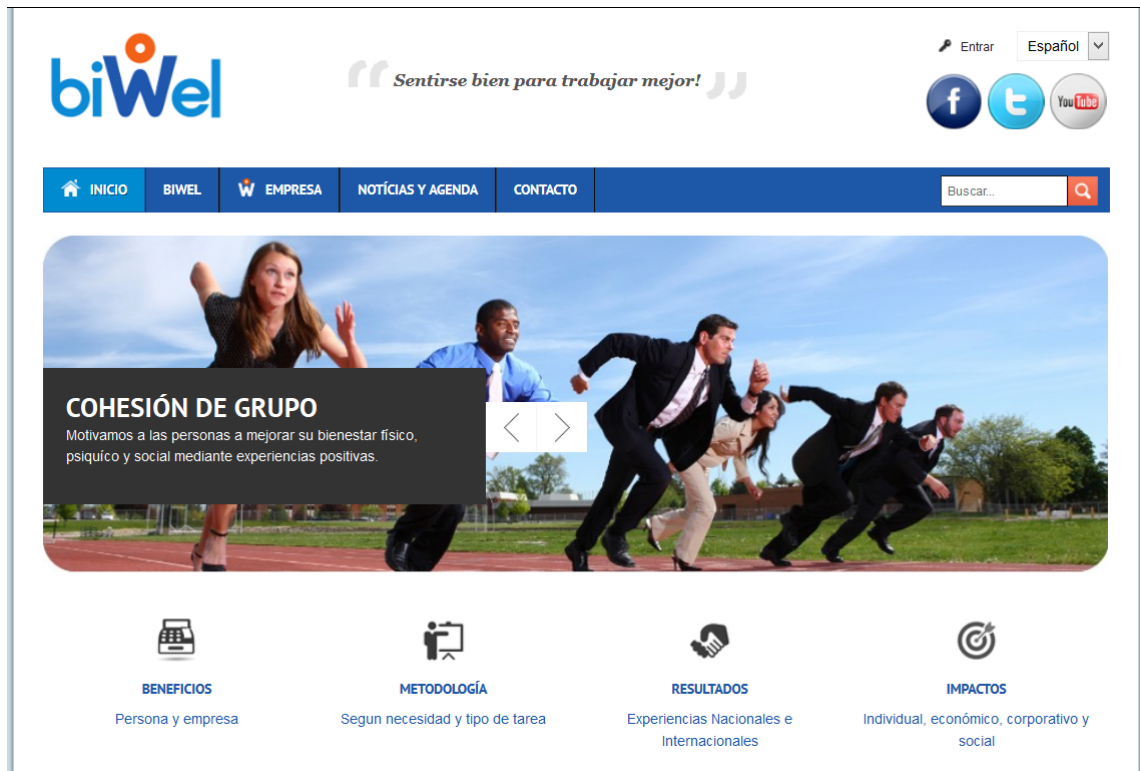 biWel
Sentirse bien para trabajar mejor!
Entrar
Español
You Tube
INICIO
BIWEL
W EMPRESA
NOTÍCIAS Y AGENDA
CONTACTO
Buscar...
COHESIÓN DE GRUPO
Motivamos a las personas a mejorar su bienestar físico,
psiquíco y social mediante experiencias positivas.
BENEFICIOS
Persona y empresa
METODOLOGÍA
Segun necesidad y tipo de tarea
RESULTADOS
Experiencias Nacionales e
Internacionales
IMPACTOS
Individual, económico, corporativo y
social